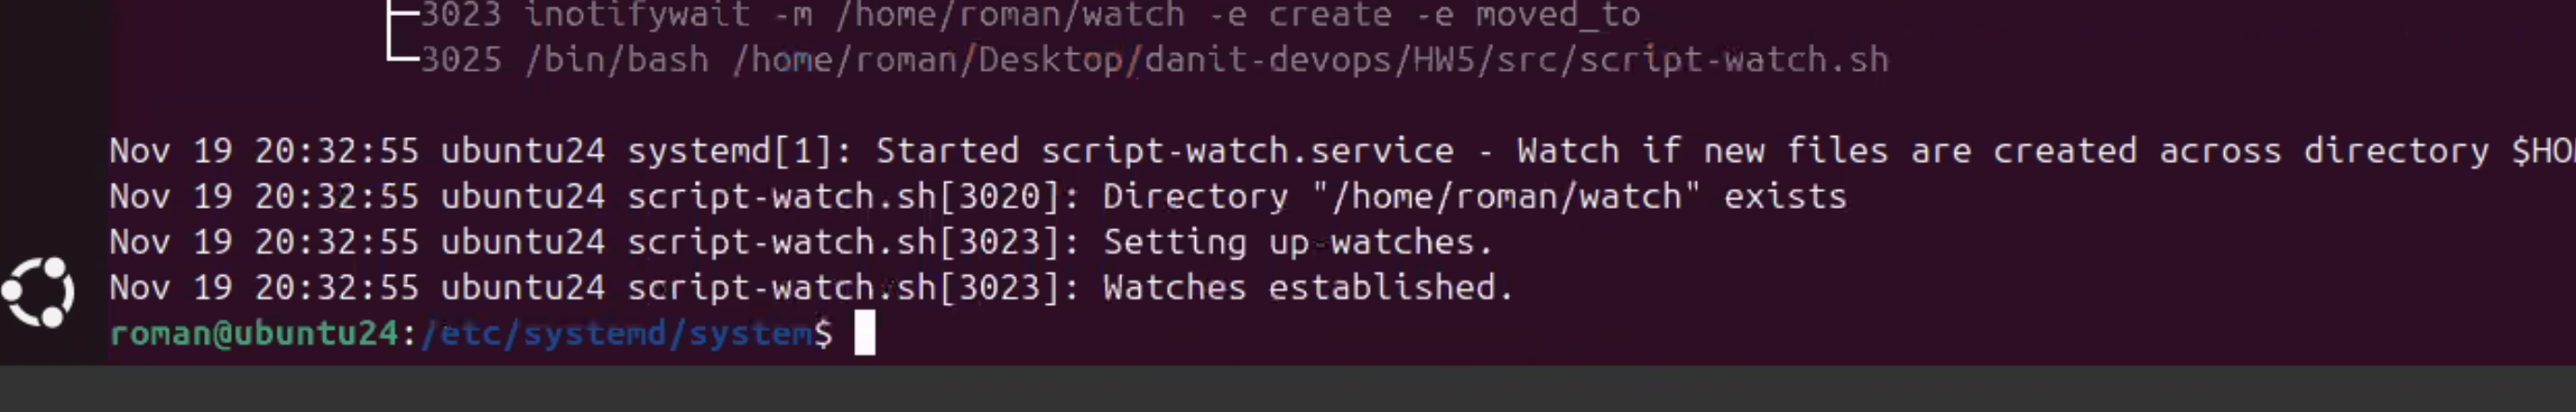 ├─3023 inotifywait -m /home/roman/watch -e create -e moved_to
└─3025 /bin/bash /home/roman/Desktop/danit-devops/HW5/src/script-watch.sh
Nov 19 20:32:55 ubuntu24 systemd[1]: Started script-watch.service - Watch if new files are created across directory $HO
Nov 19 20:32:55 ubuntu24 script-watch.sh[3020]: Directory "/home/roman/watch" exists
Nov 19 20:32:55 ubuntu24 script-watch.sh[3023]: Setting up watches.
Nov 19 20:32:55 ubuntu24 script-watch.sh[3023]: Watches established.
roman@ubuntu24:/etc/systemd/system$